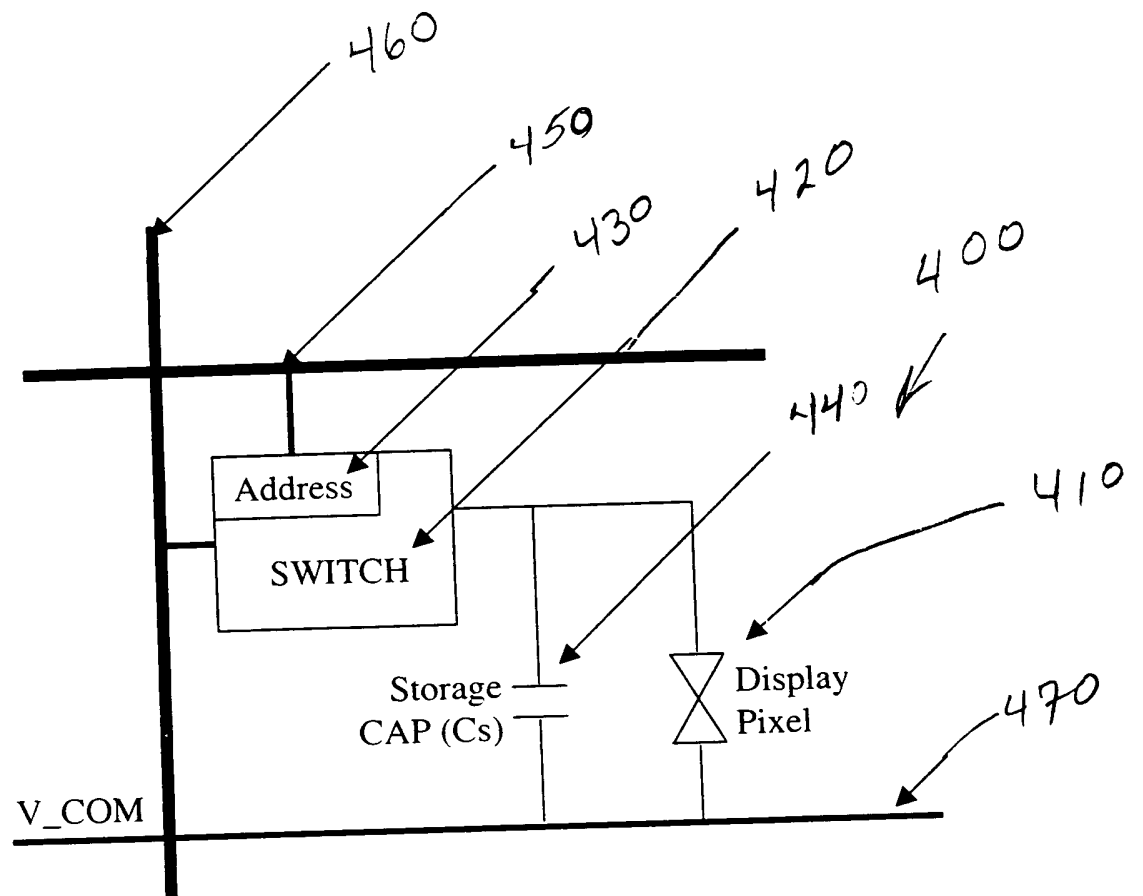 460
450
420
430
400
440
410
Address
SWITCH
Storage
CAP (Cs)
Display
Pixel
470
V_COM